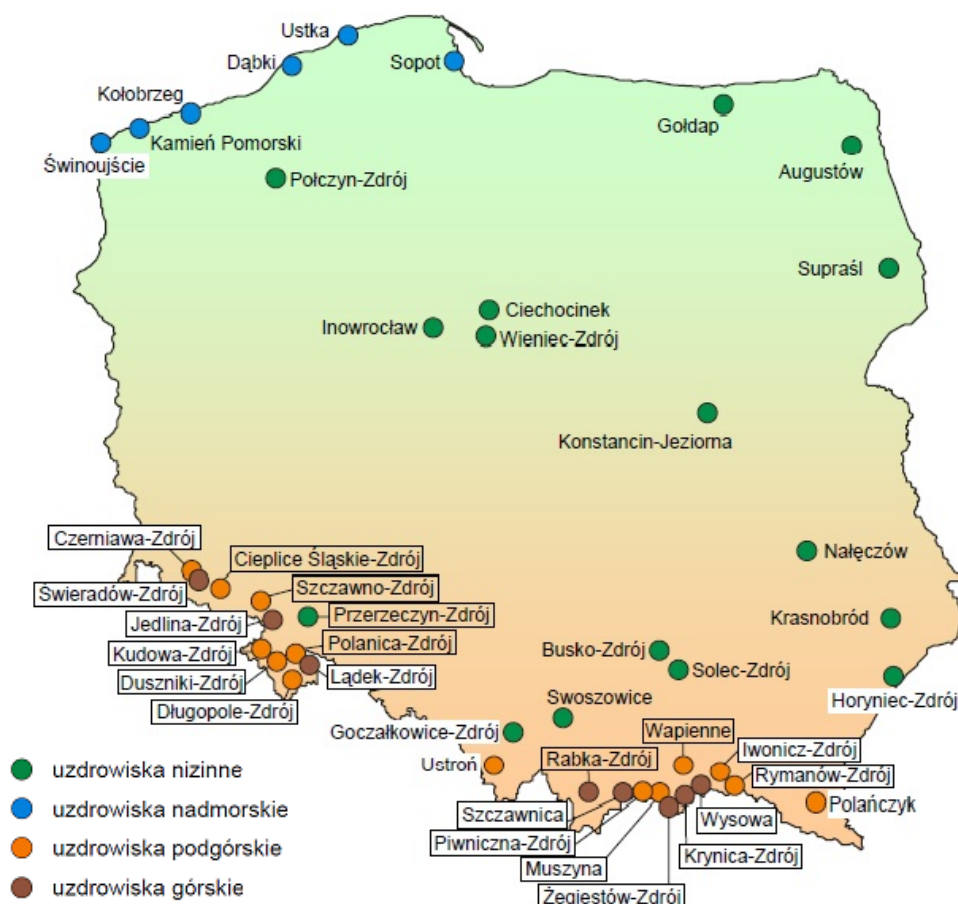 Ustka
Dąbki
Sopot
Kołobrzeg
Gołdap
Kamień Pomorski
Świnoujście
Augustów
Połczyn-Zdrój
Supraśl
Ciechocinek
Inowrocław
Wieniec-Zdrój
Konstancin-Jeziorna
Czerniawa-Zdrój
Nałęczów
Cieplice Śląskie-Zdrój
Świeradów-Zdrój
Szczawno-Zdrój
Przerzeczyn-Zdrój
Krasnobród
Jedlina-Zdrój
Polanica-Zdrój
Kudowa-Zdrój
Busko-Zdrój
Solec-Zdrój
Lądek-Zdrój
Duszniki-Zdrój
Horyniec-Zdrój
Swoszowice
Długopole-Zdrój
Goczałkowice-Zdrój
Wapienne
Iwonicz-Zdrój
Rabka-Zdrój
Ustroń
Rymanów-Zdrój
Polańczyk
Szczawnica
Wysowa
Piwniczna-Zdrój
Krynica-Zdrój
Muszyna
Żegiestów-Zdrój
uzdrowiska nizinne
uzdrowiska nadmorskie
uzdrowiska podgórskie
uzdrowiska górskie